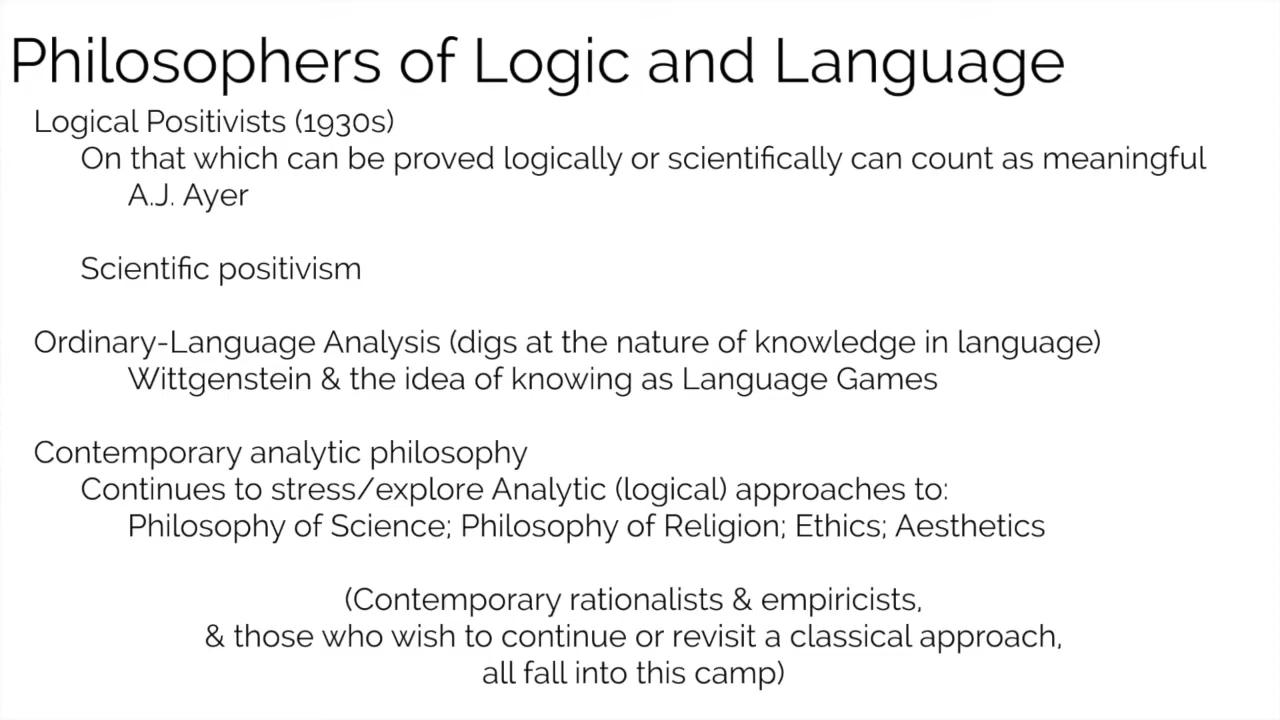 Philosophers of Logic and Language
Logical Positivists (1930s)
On that which can be proved logically or scientifically can count as meaningful
A.J. Ayer
Scientific positivism
Ordinary-Language Analysis (digs at the nature of knowledge in language)
Wittgenstein & the idea of knowing as Language Games
Contemporary analytic philosophy
Continues to stress/explore Analytic (logical) approaches to:
Philosophy of Science; Philosophy of Religion; Ethics; Aesthetics
(Contemporary rationalists & empiricists,
& those who wish to continue or revisit a classical approach,
all fall into this camp)